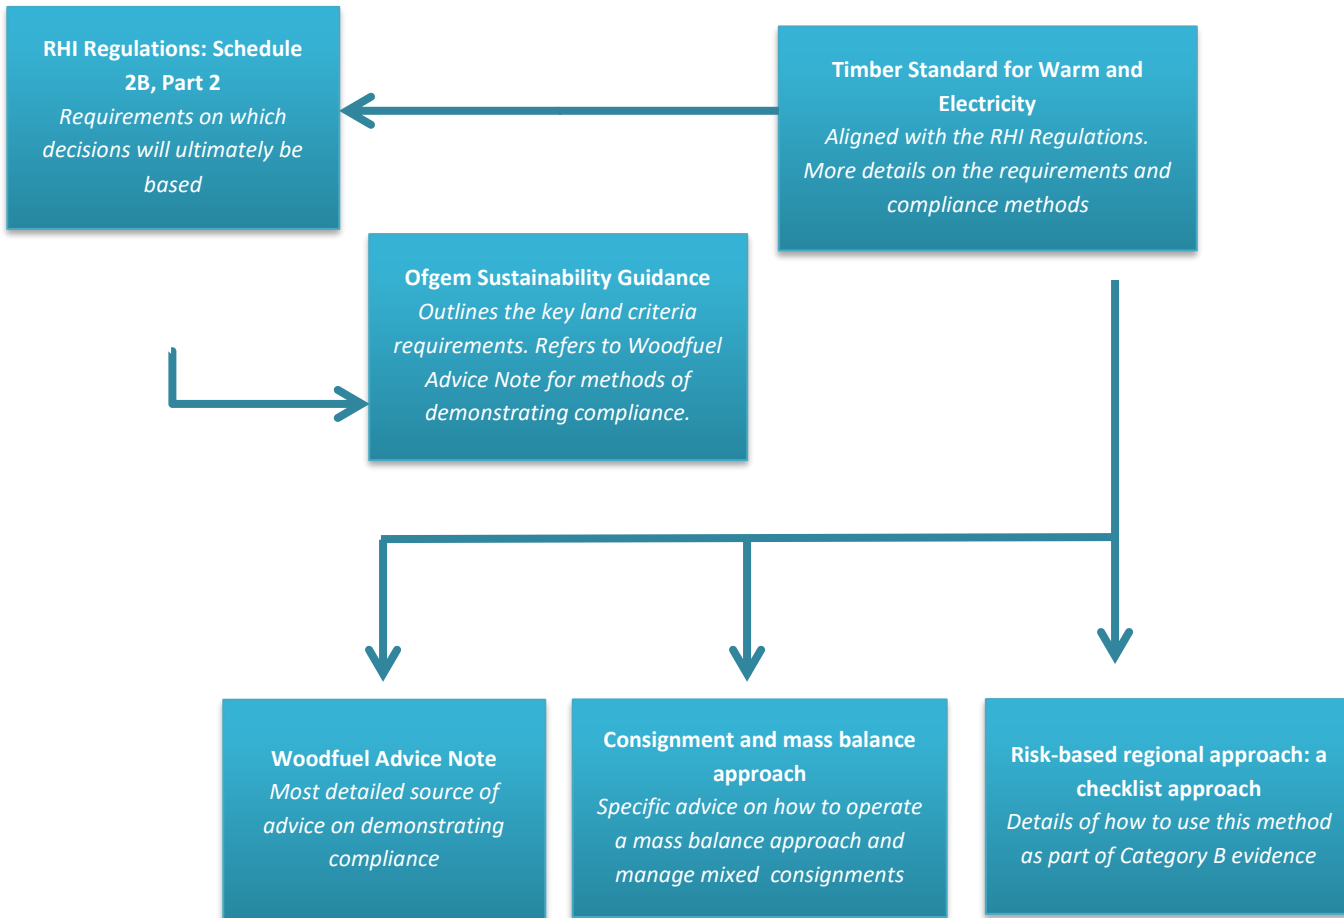 RHI Regulations: Schedule
2B, Part 2
Requirements on which
decisions will ultimately be
based
Timber Standard for Warm and
Electricity
Aligned with the RHI Regulations.
More details on the requirements and
compliance methods
Ofgem Sustainability Guidance
Outlines the key land criteria
requirements. Refers to Woodfuel
Advice Note for methods of
demonstrating compliance.
Woodfuel Advice Note
Most detailed source of
advice on demonstrating
compliance
Consignment and mass balance
approach
Specific advice on how to operate
a mass balance approach and
manage mixed consignments
Risk-based regional approach: a
checklist approach
Details of how to use this method
as part of Category B evidence